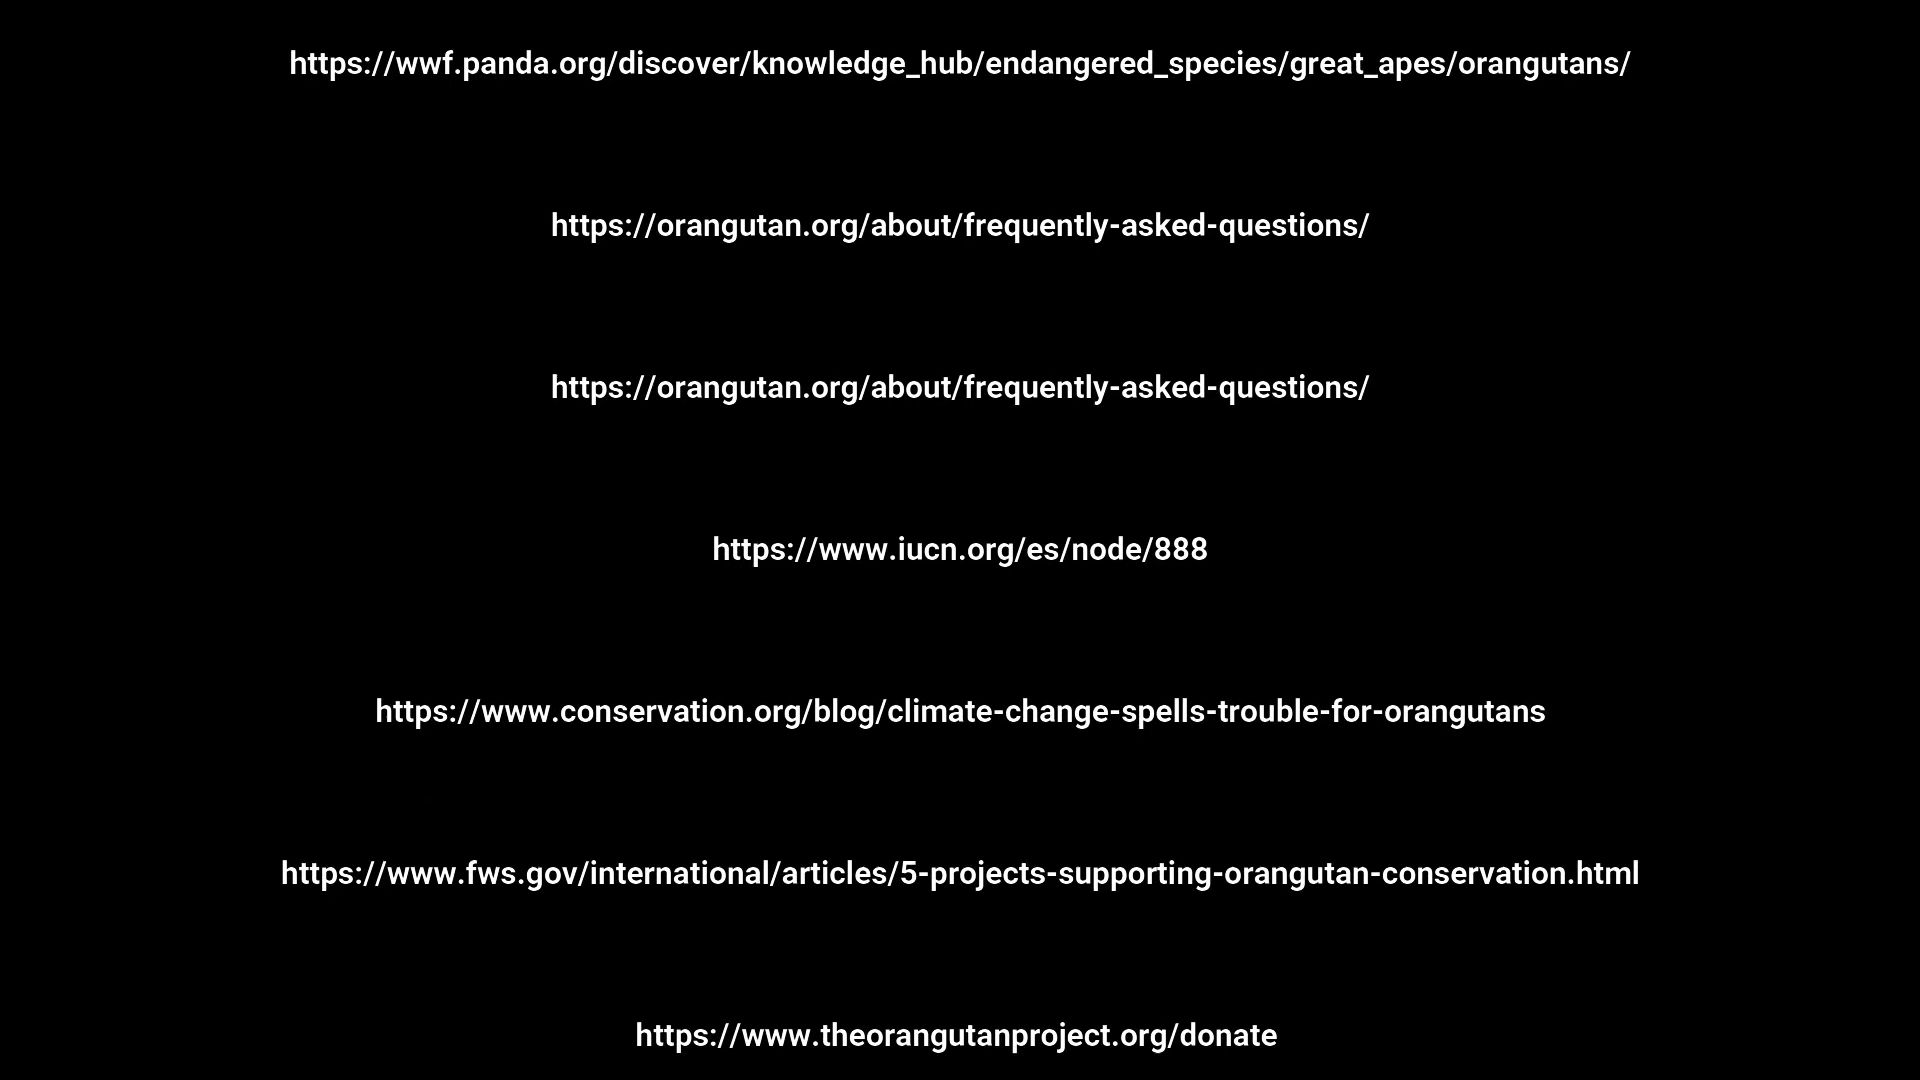 https://wwf.panda.org/discover/knowledge_hub/endangered_species/great_apes/orangutans/
https://orangutan.org/about/frequently-asked-questions/
https://orangutan.org/about/frequently-asked-questions/
https://www.iucn.org/es/node/888
https://www.conservation.org/blog/climate-change-spells-trouble-for-orangutans
https://www.fws.gov/international/articles/5-projects-supporting-orangutan-conservation.html
https://www.theorangutanproject.org/donate